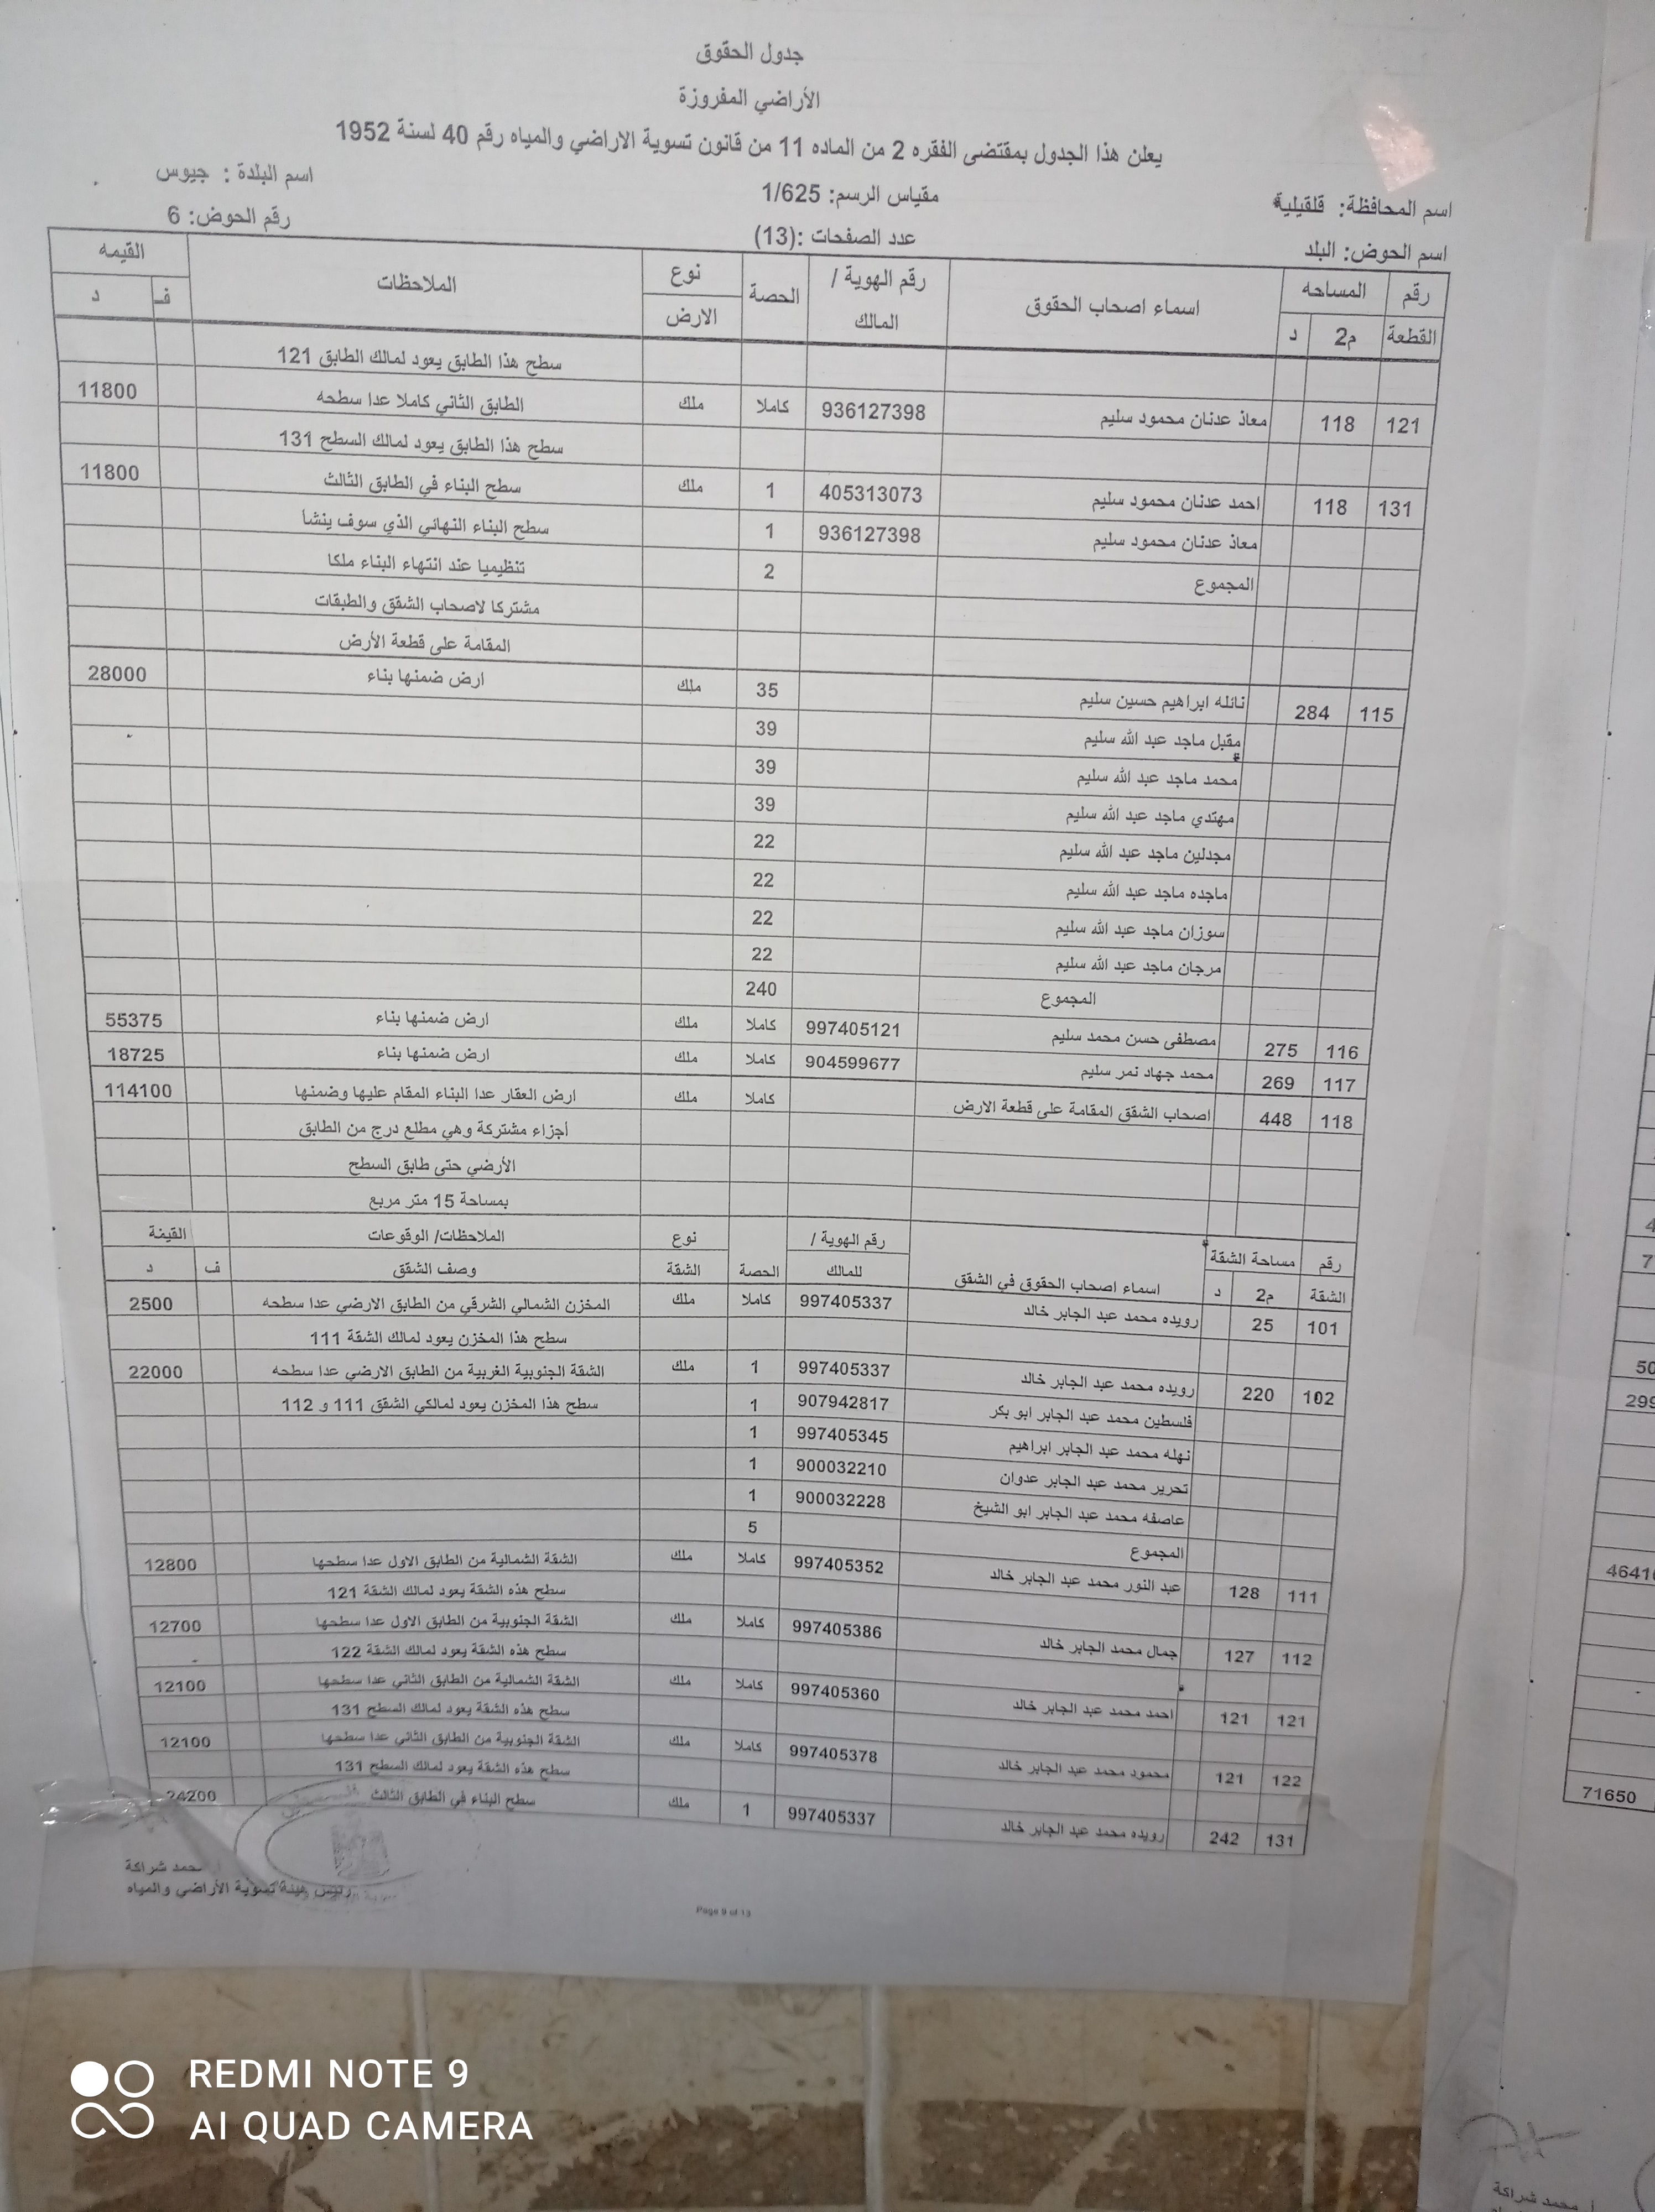 جدول الحقوق
الأراضي المفروزة
يعلن هذا الجدول بمقتضى الفقره 2 من الماده 11 من قانون تسوية الاراضي والمياه رقم 40 لسنة 1952
اسم المحافظة: قلقيلية مقياس الرسم: 1/625 اسم البلدة : جيوس
اسم الحوض: البلد عدد الصفحات :(13) رقم الحوض: 6
رقم القطعة المساحه م2 د اسماء اصحاب الحقوق رقم الهوية / المالك الحصة نوع الارض الملاحظات القيمه ف د
سطح هذا الطابق يعود لمالك الطابق 121
121 118 معاذ عدنان محمود سليم 936127398 كاملا ملك الطابق الثاني كاملا عدا سطحه 11800
سطح هذا الطابق يعود لمالك السطح 131
131 118 احمد عدنان محمود سليم 405313073 1 ملك سطح البناء في الطابق الثالث 11800
معاذ عدنان محمود سليم 936127398 1 سطح البناء النهائي الذي سوف ينشأ
المجموع 2 تنظيميا عند انتهاء البناء ملكا
مشتركا لاصحاب الشقق والطبقات
المقامة على قطعة الأرض
115 284 نائله ابراهيم حسين سليم 35 ملك ارض ضمنها بناء 28000
مقبل ماجد عبد الله سليم 39
محمد ماجد عبد الله سليم 39
مهتدي ماجد عبد الله سليم 39
مجدلين ماجد عبد الله سليم 22
ماجده ماجد عبد الله سليم 22
سوزان ماجد عبد الله سليم 22
مرجان ماجد عبد الله سليم 22
المجموع 240
116 275 مصطفى حسن محمد سليم 997405121 كاملا ملك ارض ضمنها بناء 55375
117 269 محمد جهاد نمر سليم 904599677 كاملا ملك ارض ضمنها بناء 18725
118 448 اصحاب الشقق المقامة على قطعة الارض كاملا ملك ارض العقار عدا البناء المقام عليها وضمنها 114100
أجزاء مشتركة وهي مطلع درج من الطابق
الأرضي حتى طابق السطح
بمساحة 15 متر مربع
رقم الشقة مساحة الشقة م2 د اسماء اصحاب الحقوق في الشقق رقم الهوية / للمالك الحصة نوع الشقة الملاحظات/ الوقوعات وصف الشقق القيمة ف د
101 25 رويده محمد عبد الجابر خالد 997405337 كاملا ملك المخزن الشمالي الشرقي من الطابق الارضي عدا سطحه 2500
سطح هذا المخزن يعود لمالك الشقة 111
102 220 رويده محمد عبد الجابر خالد 997405337 1 ملك الشقة الجنوبية الغربية من الطابق الارضي عدا سطحه 22000
فلسطين محمد عبد الجابر ابو بكر 907942817 1 سطح هذا المخزن يعود لمالكي الشقق 111 و 112
نهله محمد عبد الجابر ابراهيم 997405345 1
تحرير محمد عبد الجابر عدوان 900032210 1
عاصفه محمد عبد الجابر ابو الشيخ 900032228 1
المجموع 5
111 128 عبد النور محمد عبد الجابر خالد 997405352 كاملا ملك الشقة الشمالية من الطابق الاول عدا سطحها 12800
سطح هذه الشقة يعود لمالك الشقة 121
112 127 جمال محمد الجابر خالد 997405386 كاملا ملك الشقة الجنوبية من الطابق الاول عدا سطحها 12700
سطح هذه الشقة يعود لمالك الشقة 122
121 121 احمد محمد عبد الجابر خالد 997405360 كاملا ملك الشقة الشمالية من الطابق الثاني عدا سطحها 12100
سطح هذه الشقة يعود لمالك السطح 131
122 121 محمود محمد عبد الجابر خالد 997405378 كاملا ملك الشقة الجنوبية من الطابق الثاني عدا سطحها 12100
سطح هذه الشقة يعود لمالك السطح 131
131 242 رويده محمد عبد الجابر خالد 997405337 1 ملك سطح البناء في الطابق الثالث 24200
محمد شراكة
رئيس هيئة تسوية الأراضي والمياه
Page 9 of 13
50
299
71650
أ. محمد شراكة
REDMI NOTE 9
AI QUAD CAMERA